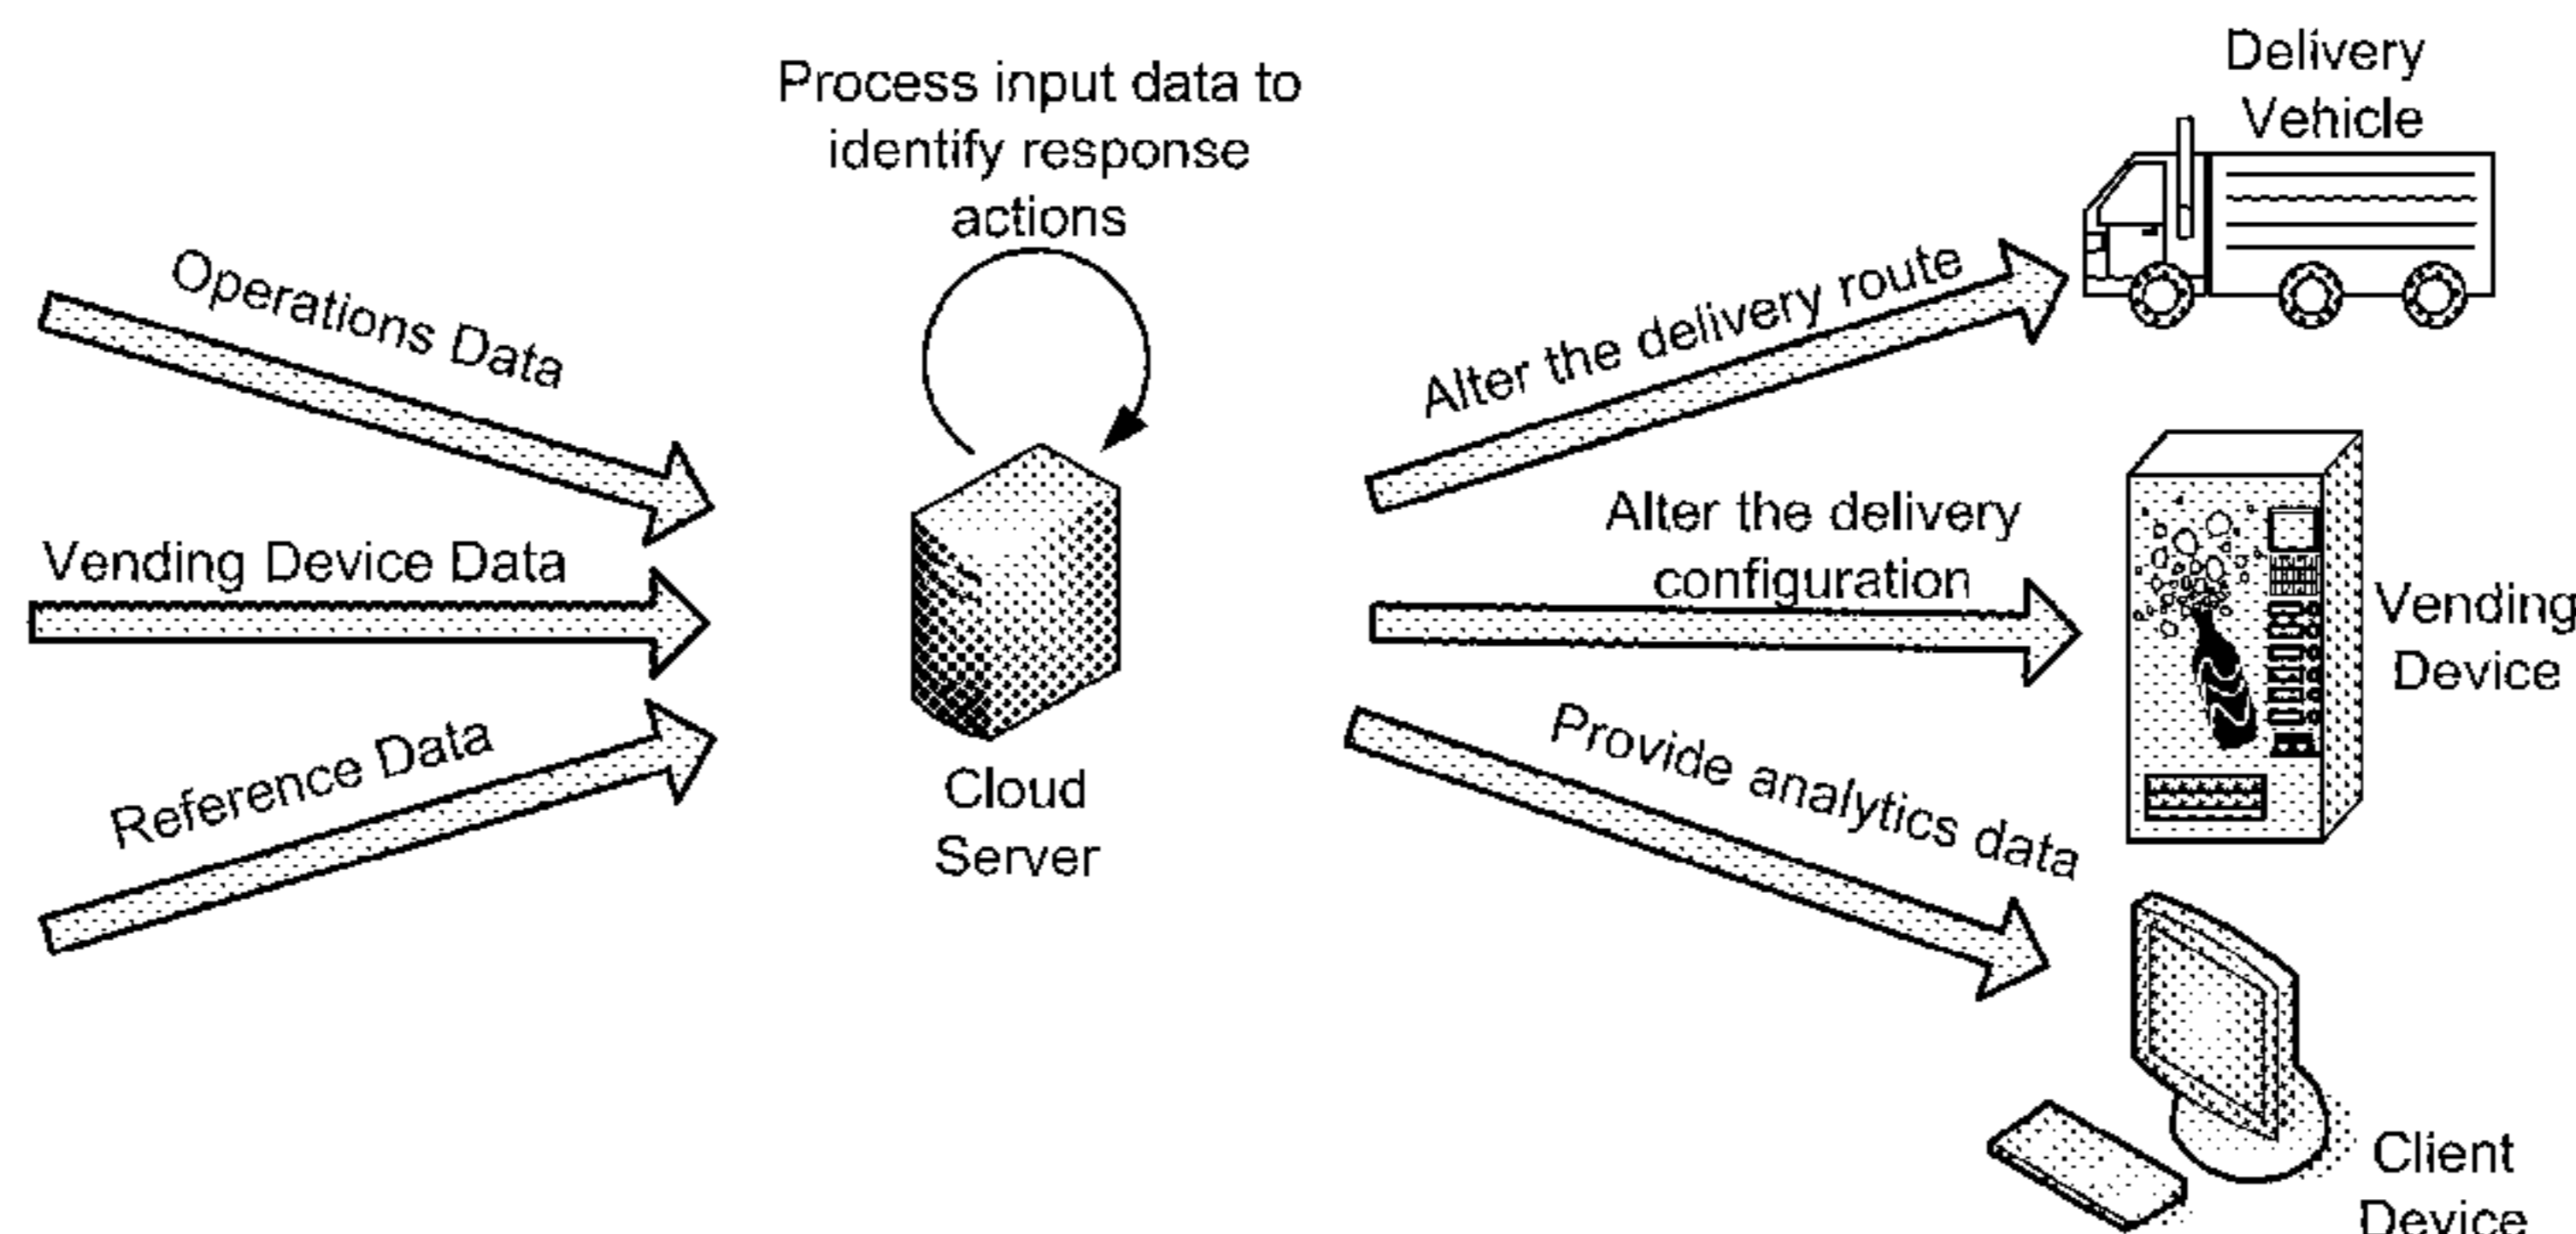 Process input data to
identify response
actions
Operations Data
Vending Device Data
Reference Data
Cloud
Server
Alter the delivery route
Alter the delivery
configuration
Provide analytics data
Delivery
Vehicle
Vending
Device
Client
Device